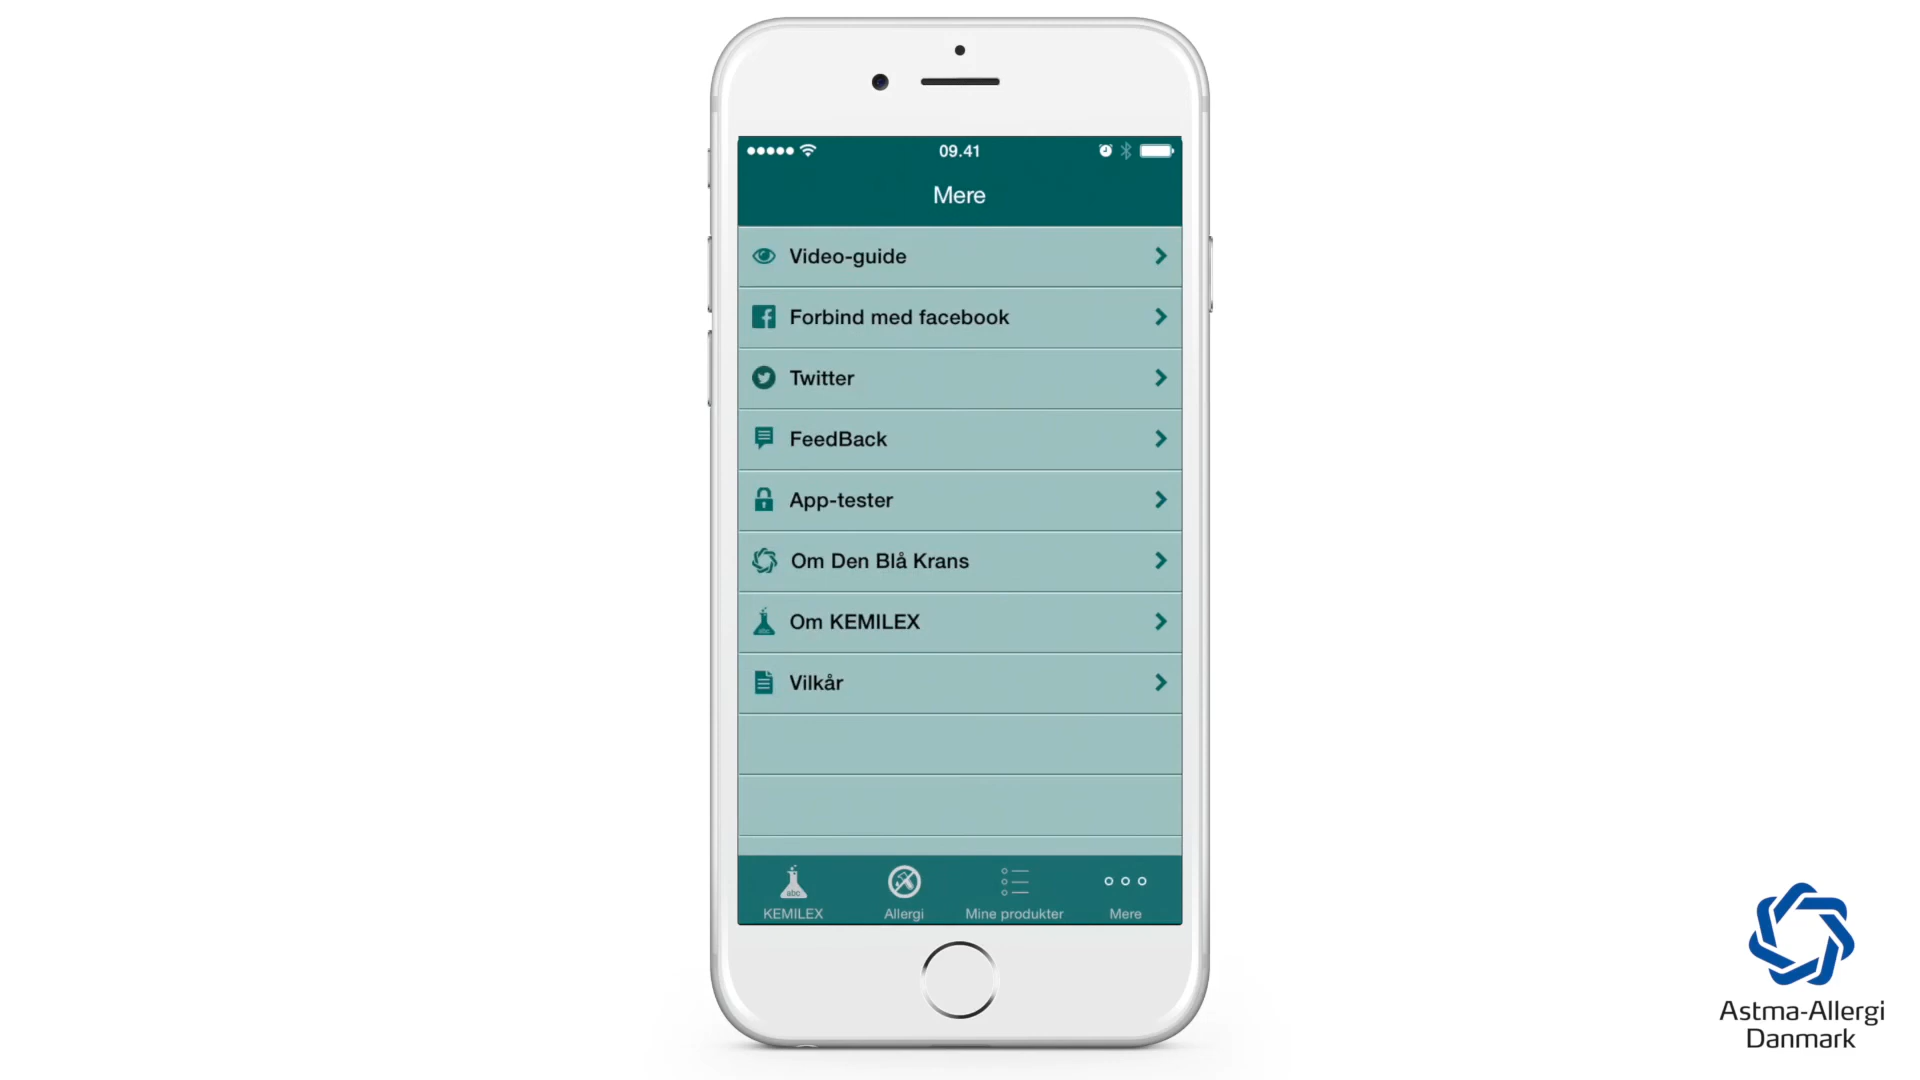 09.41
Mere
Video-guide
Forbind med facebook
Twitter
FeedBack
App-tester
Om Den Blå Krans
Om KEMILEX
Vilkår
abc
KEMILEX
Allergi
Mine produkter
Mere
Astma-Allergi
Danmark